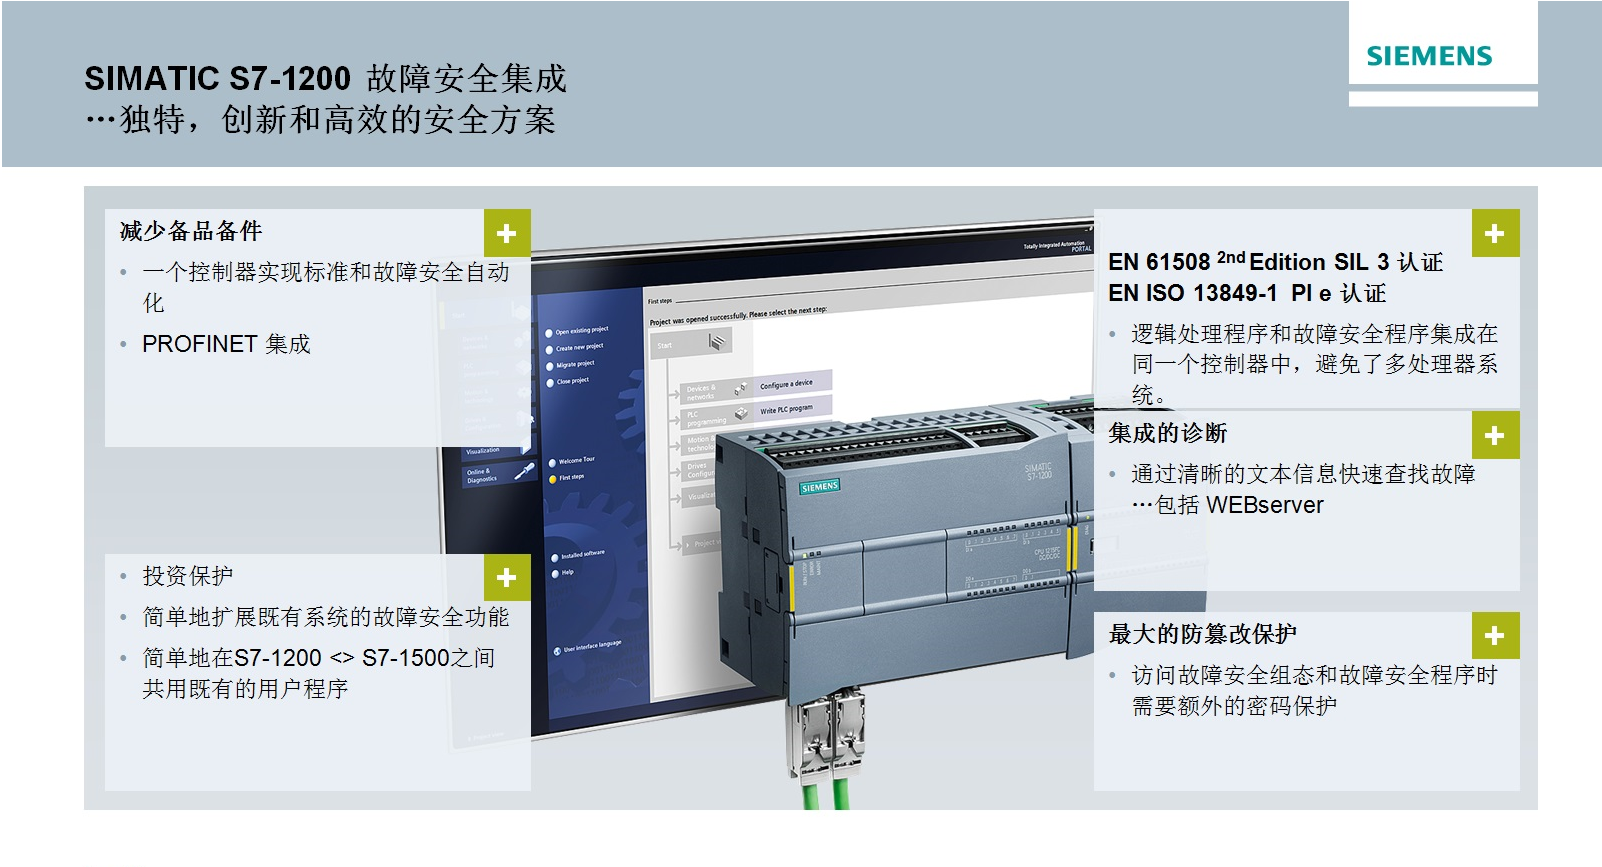 SIEMENS
SIMATIC S7-1200 故障安全集成
…独特，创新和高效的安全方案
减少备品备件
• 一个控制器实现标准和故障安全自动
化
• PROFINET 集成
• 投资保护
• 简单地扩展既有系统的故障安全功能
• 简单地在S7-1200 <> S7-1500之间
共用既有的用户程序
Totally Integrated Automation
PORTAL
First steps
Project was opened successfully. Please select the next step:
Start
Open existing project
Create new project
Migrate project
Close project
Welcome Tour
First steps
Installed software
Help
User interface language
Visualization
Online &
Diagnostics
Devices &
networks
Configure a device
PLC
programming
Write PLC program
Motion &
Drives
SIEMENS
SIMATIC
S7-1200
CPU 1215FC
DC/DC/DC
EN 61508 2nd Edition SIL 3 认证
EN ISO 13849-1 Pl e 认证
• 逻辑处理程序和故障安全程序集成在
同一个控制器中，避免了多处理器系
统。
集成的诊断
• 通过清晰的文本信息快速查找故障
…包括 WEBserver
最大的防篡改保护
• 访问故障安全组态和故障安全程序时
需要额外的密码保护